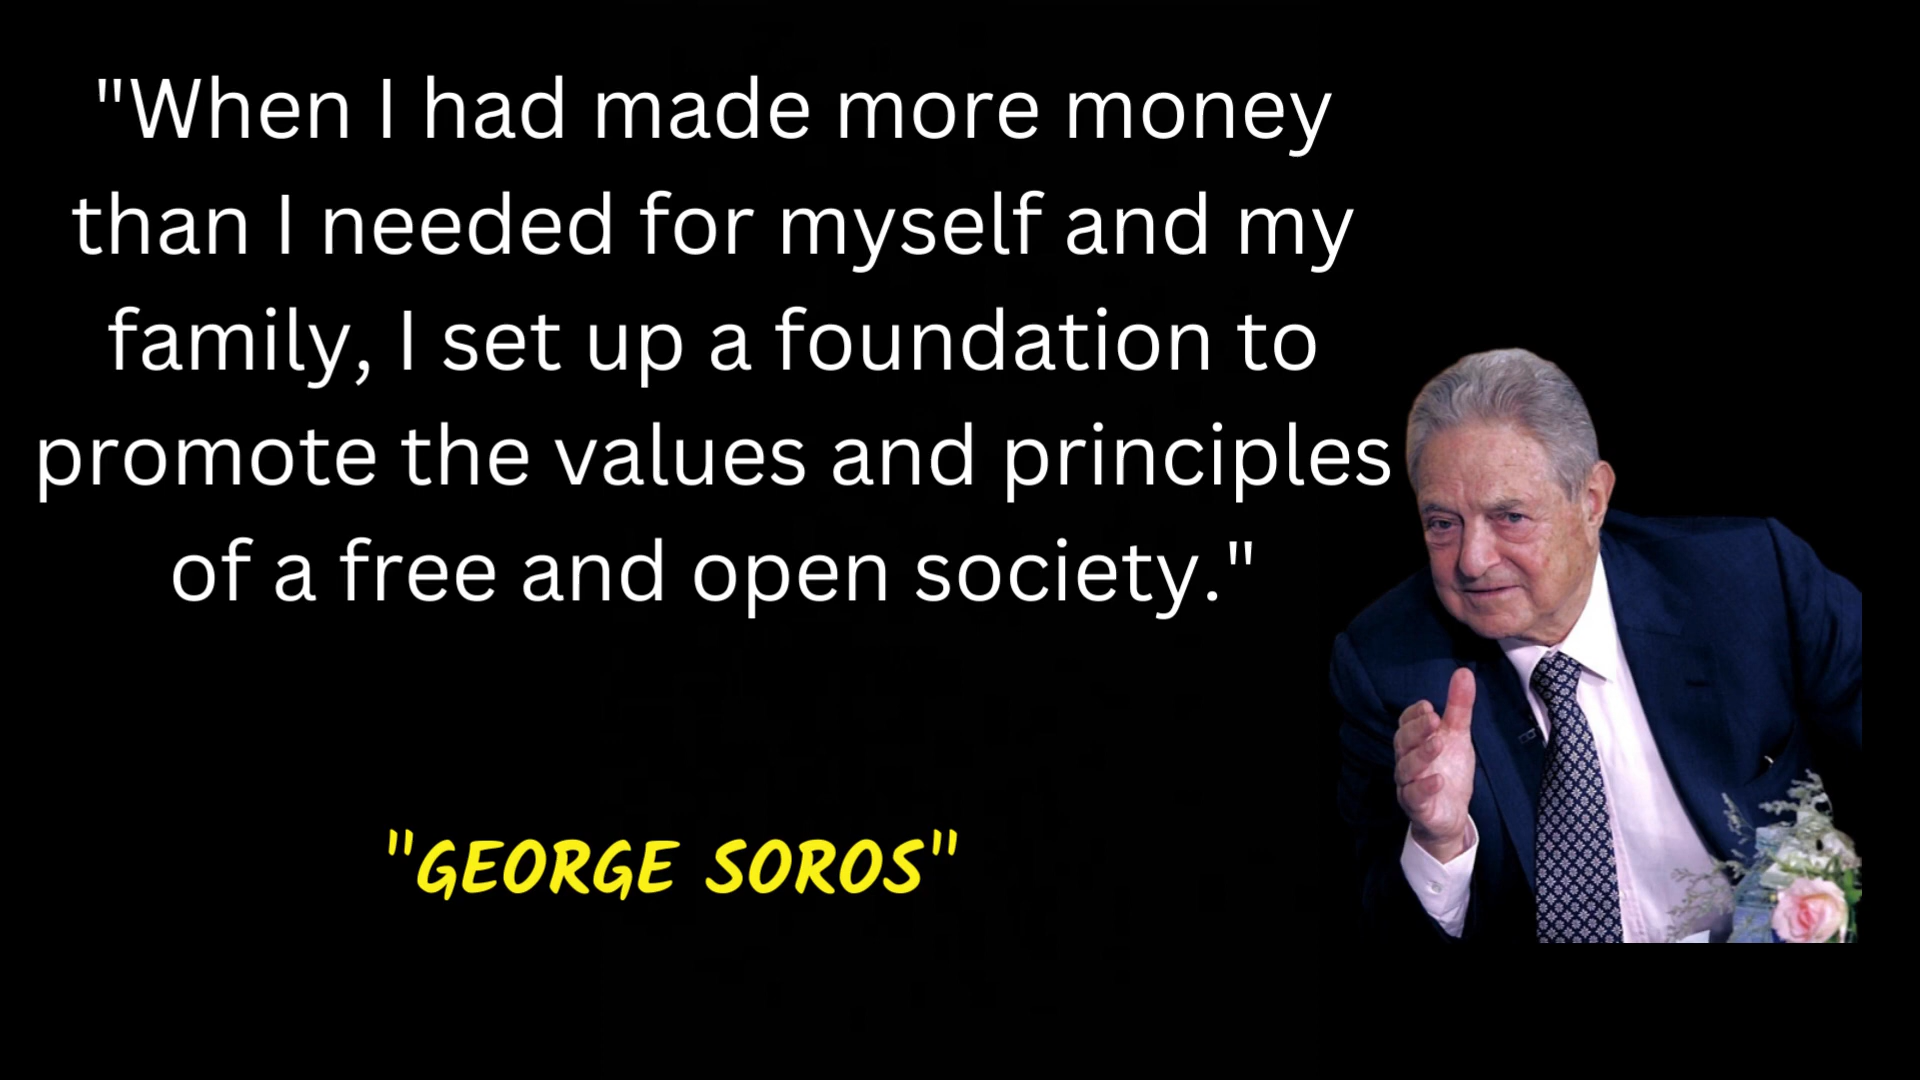 "When I had made more money
than I needed for myself and my
family, I set up a foundation to
promote the values and principles
of a free and open society."
"GEORGE SOROS"